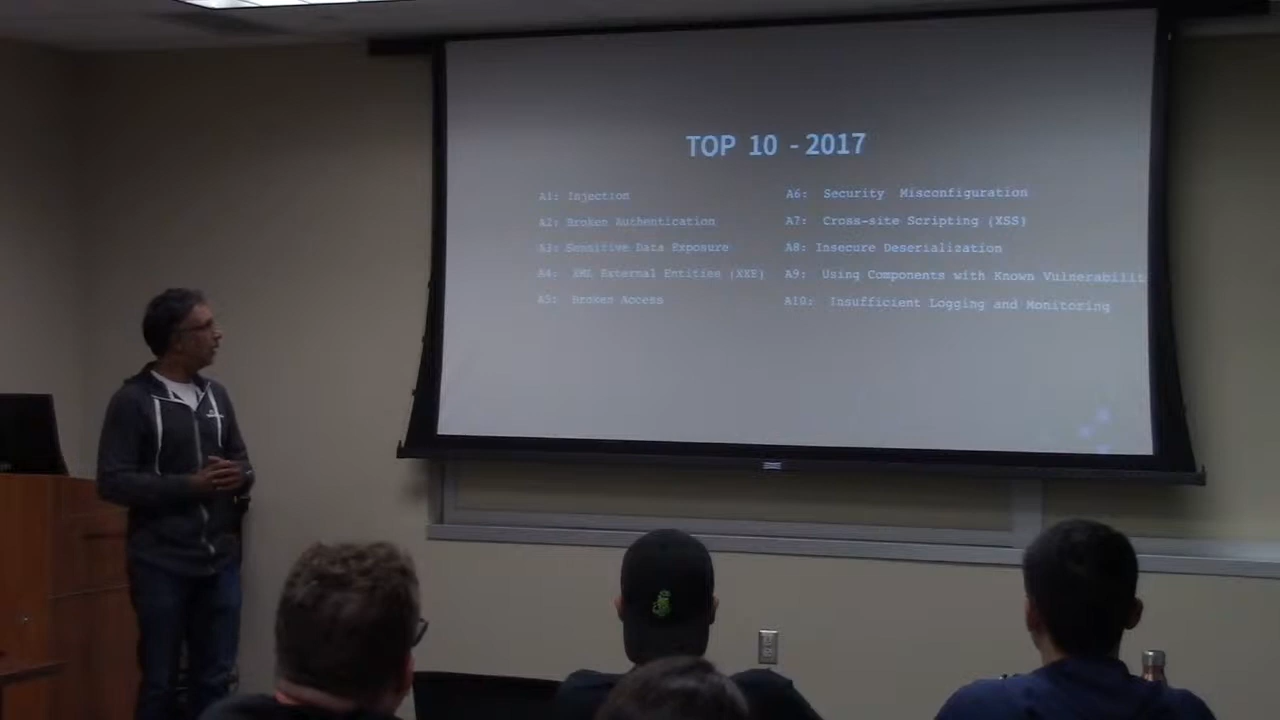 TOP 10 - 2017
A1: Injection
A2: Broken Authentication
A3: Sensitive Data Exposure
A4: XML External Entities (XXE)
A5: Broken Access
A6: Security Misconfiguration
A7: Cross-site Scripting (XSS)
A8: Insecure Deserialization
A9: Using Components with Known Vulnerabilit
A10: Insufficient Logging and Monitoring